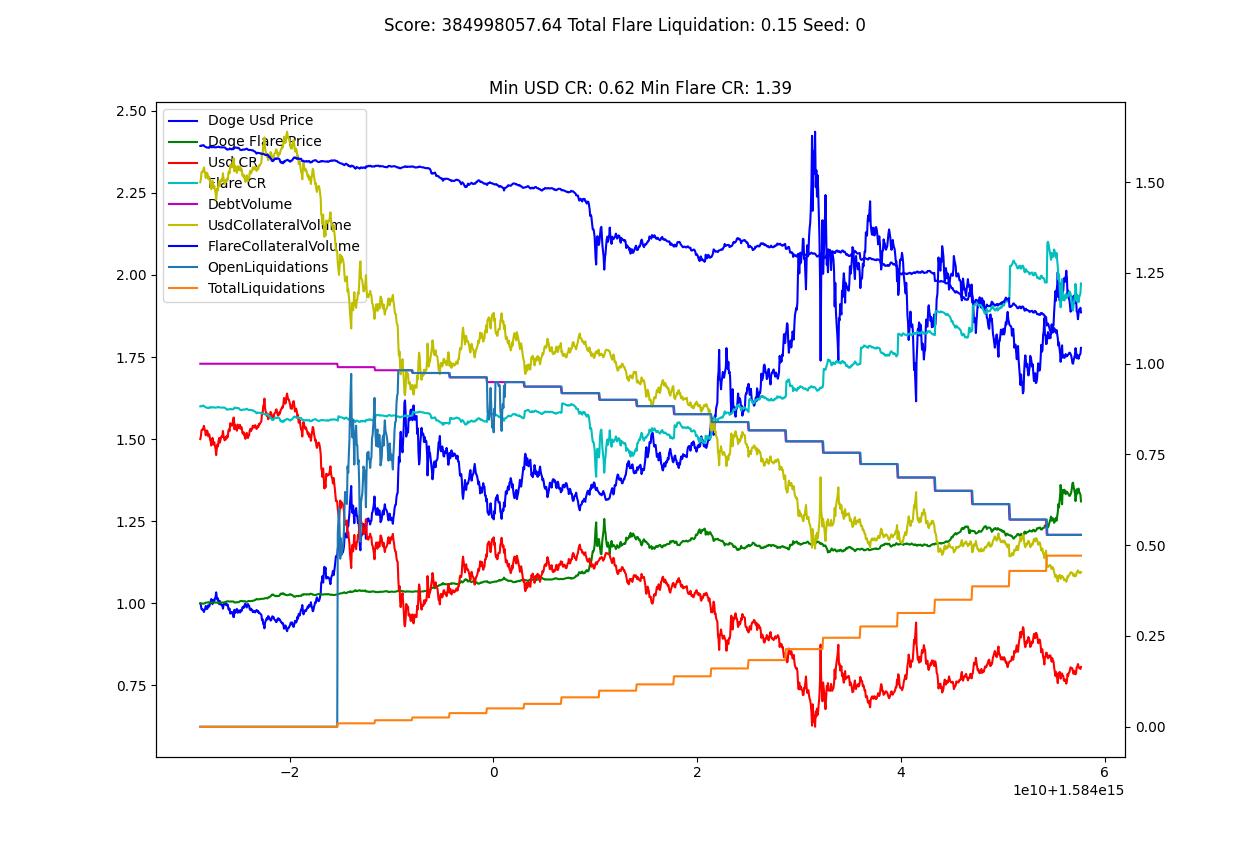 Score: 384998057.64 Total Flare Liquidation: 0.15 Seed: 0
Min USD CR: 0.62 Min Flare CR: 1.39
Doge Usd Price
Doge Flare Price
Usd CR
Flare CR
DebtVolume
UsdCollateralVolume
FlareCollateralVolume
OpenLiquidations
TotalLiquidations
2.50
2.25
2.00
1.75
1.50
1.25
1.00
0.75
1.50
1.25
1.00
0.75
0.50
0.25
0.00
−2 0 2 4 6
1e10+1.584e15